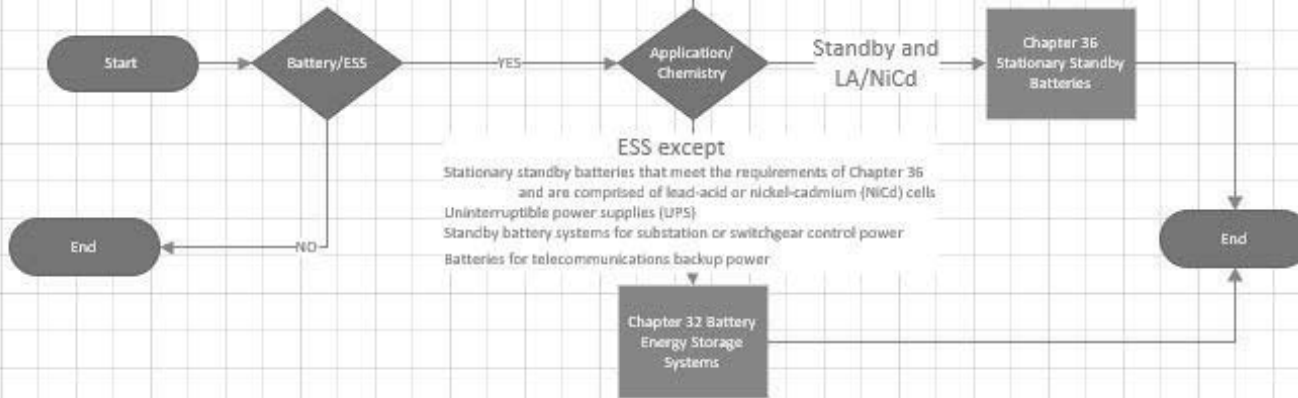 Start
Battery/ESS
YES
Application/
Chemistry
Standby and
LA/NiCd
Chapter 36
Stationary Standby
Batteries
ESS except
Stationary standby batteries that meet the requirements of Chapter 36
and are comprised of lead-acid or nickel-cadmium (NiCd) cells
Uninterruptible power supplies (UPS)
Standby battery systems for substation or switchgear control power
Batteries for telecommunications backup power
End
NO
End
Chapter 32 Battery
Energy Storage
Systems